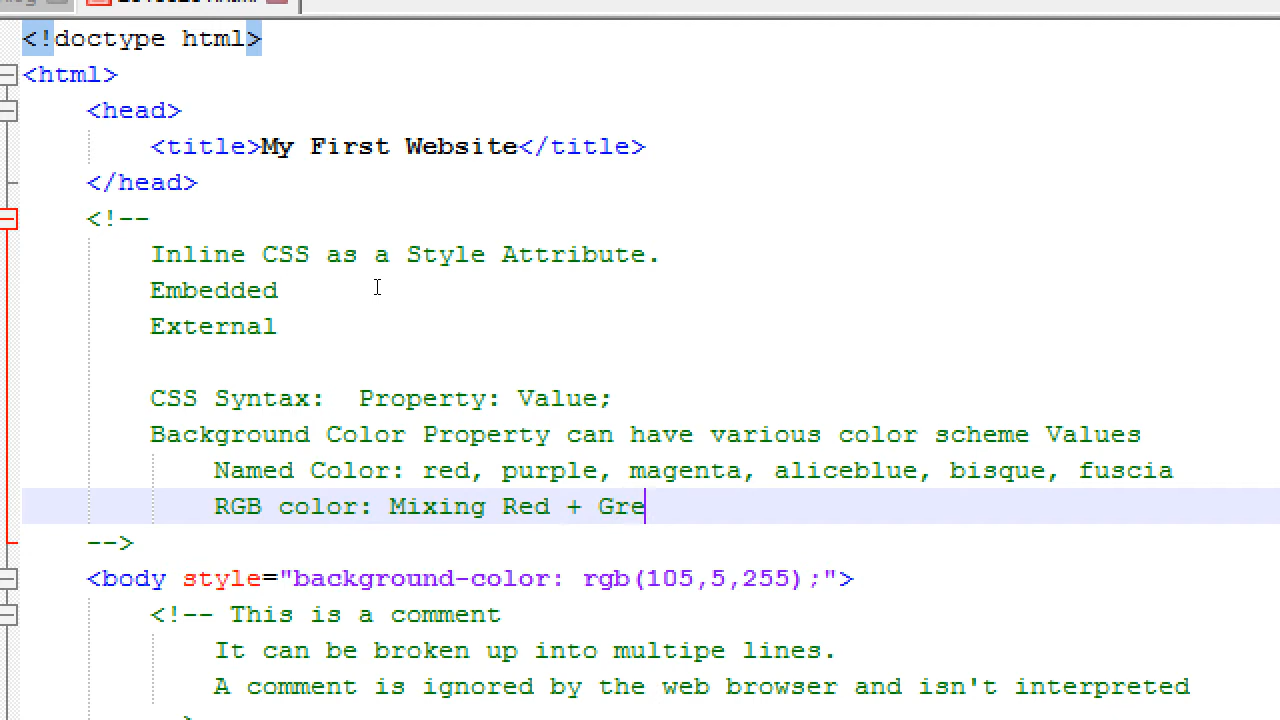 <!doctype html>
<html>
<head>
<title>My First Website</title>
</head>
<!--
Inline CSS as a Style Attribute.
Embedded
External
CSS Syntax:  Property: Value;
Background Color Property can have various color scheme Values
Named Color: red, purple, magenta, aliceblue, bisque, fuscia
RGB color: Mixing Red + Gre
-->
<body style="background-color: rgb(105,5,255);">
<!-- This is a comment
It can be broken up into multipe lines.
A comment is ignored by the web browser and isn't interpreted